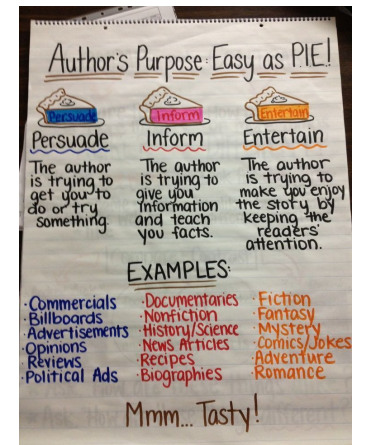 Author's Purpose: Easy as PIE!
Persuade
Inform
Entertain
Persuade
The author
is trying to
get you to
do or try
something.
Inform
The author
is trying to
give you
information
and teach
you facts.
Entertain
The author
is trying to
make you enjoy
the story by
keeping the
readers'
attention.
EXAMPLES:
·Commercials
·Billboards
·Advertisements
·Opinions
·Reviews
·Political Ads
·Documentaries
·Nonfiction
·History/Science
·News Articles
·Recipes
·Biographies
·Fiction
·Fantasy
·Mystery
·Comics/Jokes
·Adventure
·Romance
Mmm... Tasty!